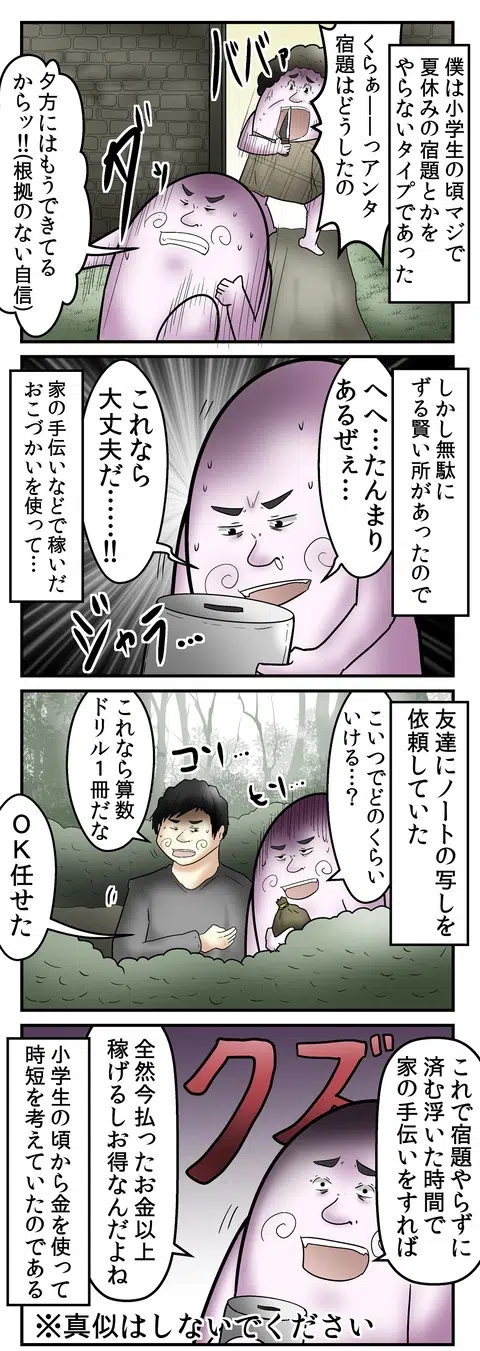 僕は小学生の頃マジで
夏休みの宿題とかを
やらないタイプであった
ババァ
くらぁ――っアンタ
宿題はどうしたの
ダッ
夕方にはもうできてる
からッ!!(根拠のない自信)
しかし無駄に
ずる賢い所があったので
へへ…たんまり
あるぜぇ…
これなら
大丈夫だ……!!
家の手伝いなどで稼いだ
おこづかいを使って…
ジャラ…
友達にノートの写しを
依頼していた
こいつでどのくらい
いける…?
ヒソ…
コソ…
これなら算数
ドリル1冊だな
OK任せた
これで宿題やらずに
済む浮いた時間で
家の手伝いをすれば
クズ
全然今払ったお金以上
稼げるしお得なんだよね
小学生の頃から金を使って
時短を考えていたのである
※真似はしないでください